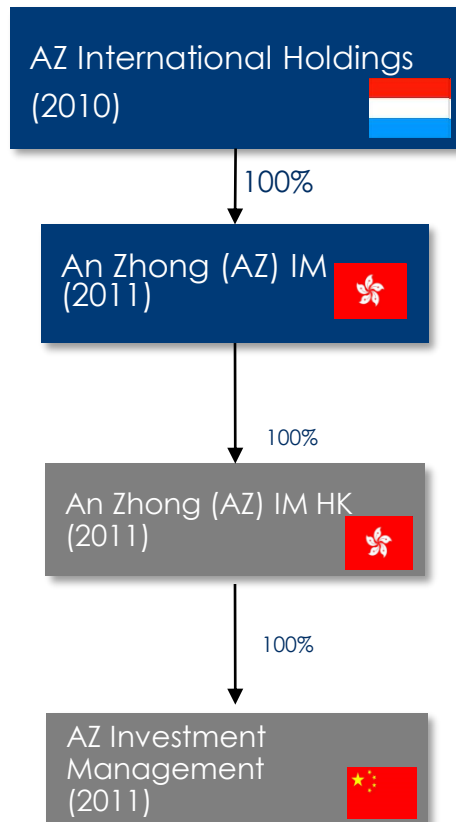 AZ International Holdings
(2010)
100%
An Zhong (AZ) IM
(2011)
100%
An Zhong (AZ) IM HK
(2011)
100%
AZ Investment
Management
(2011)